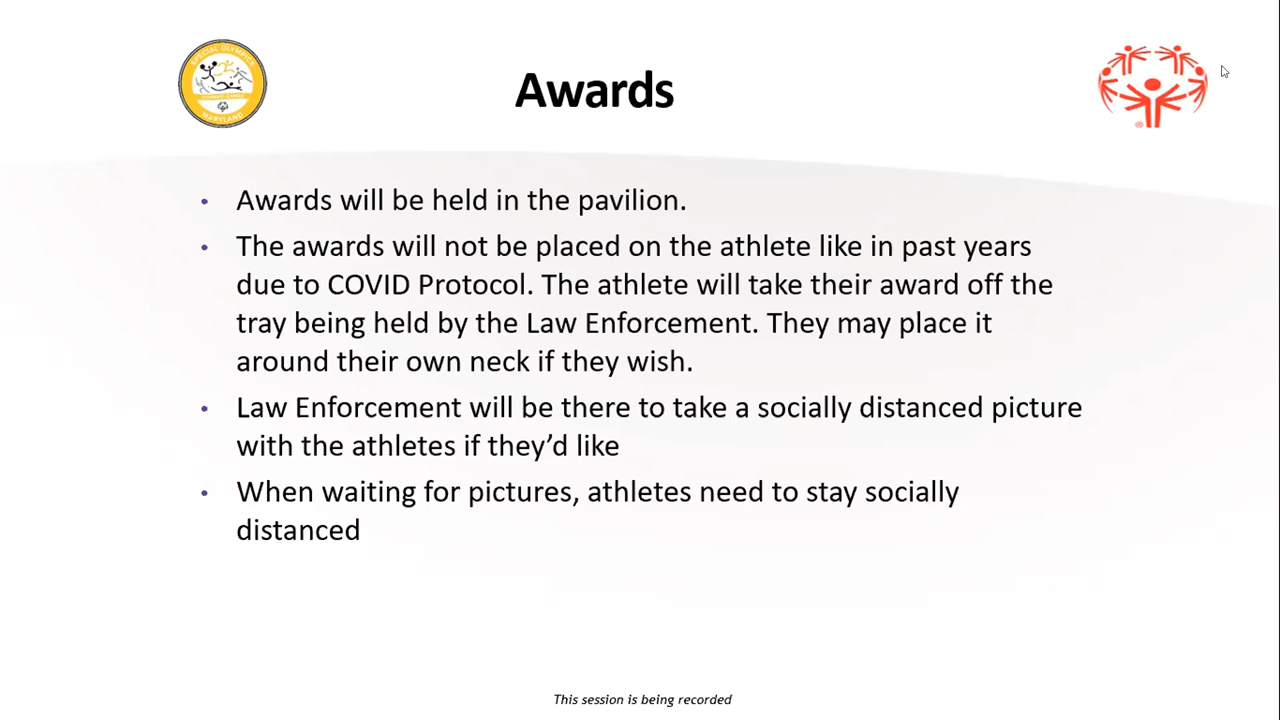 SPECIAL OLYMPICS
MARYLAND
Awards
• Awards will be held in the pavilion.
• The awards will not be placed on the athlete like in past years
due to COVID Protocol. The athlete will take their award off the
tray being held by the Law Enforcement. They may place it
around their own neck if they wish.
• Law Enforcement will be there to take a socially distanced picture
with the athletes if they’d like
• When waiting for pictures, athletes need to stay socially
distanced
This session is being recorded